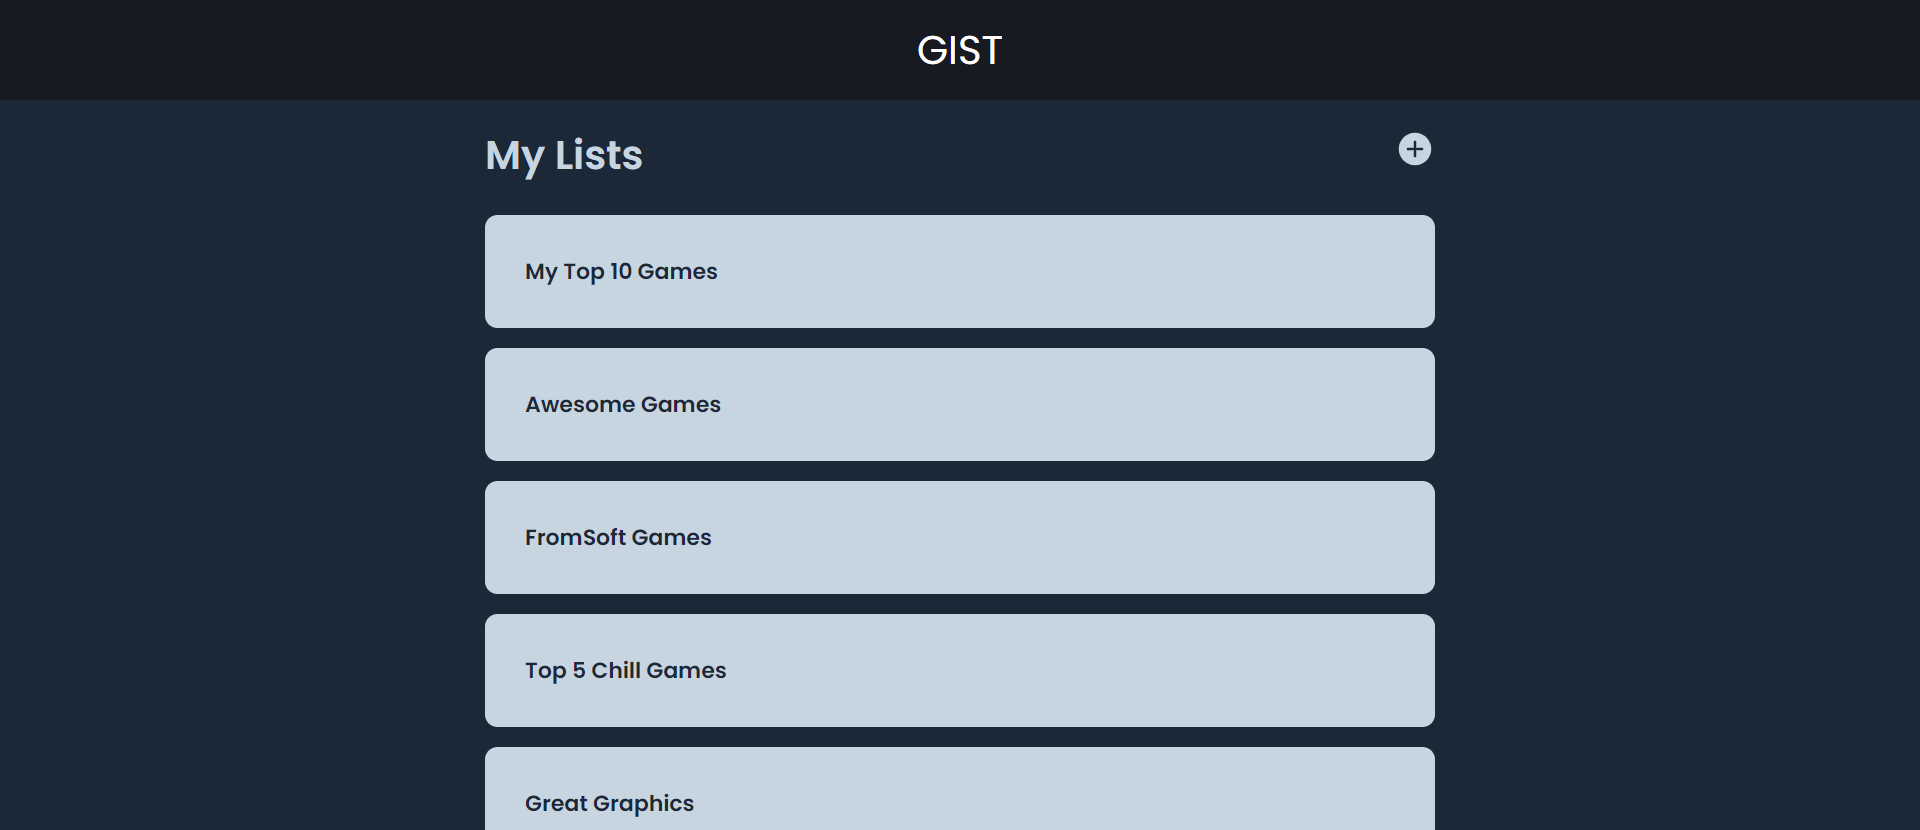 GIST
My Lists
My Top 10 Games
Awesome Games
FromSoft Games
Top 5 Chill Games
Great Graphics